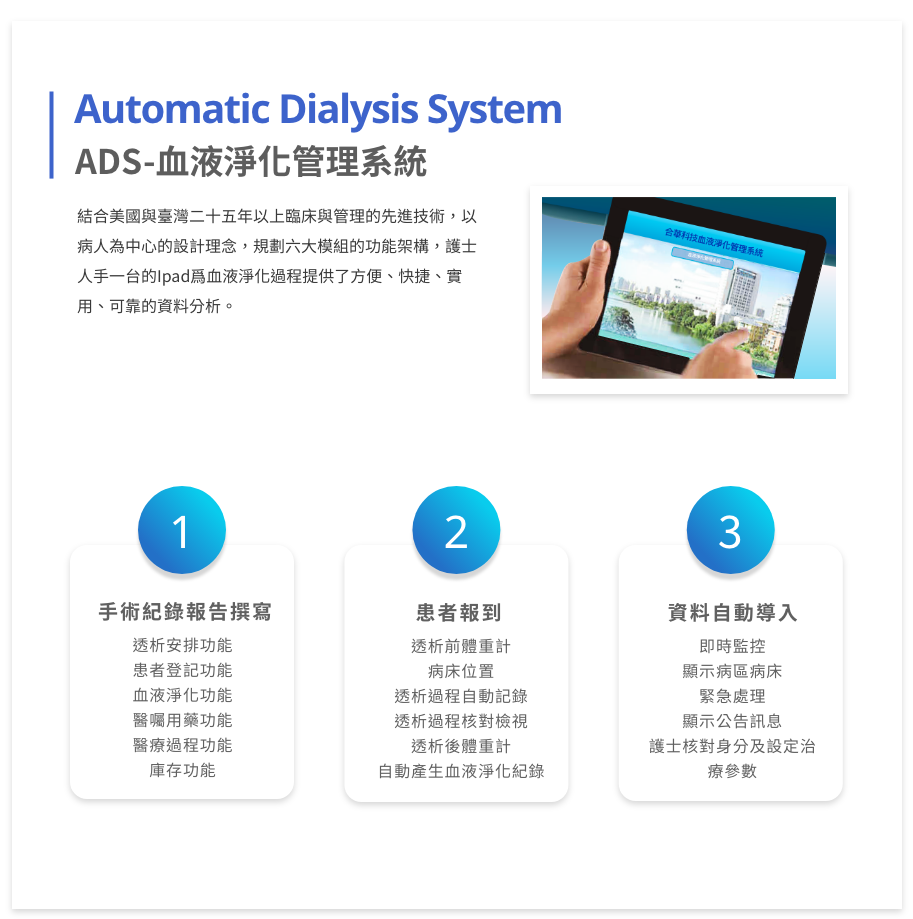 Automatic Dialysis System
ADS-血液淨化管理系統
結合美國與臺灣二十五年以上臨床與管理的先進技術，以
病人為中心的設計理念，規劃六大模組的功能架構，護士
人手一台的Ipad爲血液淨化過程提供了方便、快捷、實
用、可靠的資料分析。
合華科技血液淨化管理系統
1
手術紀錄報告撰寫
透析安排功能
患者登記功能
血液淨化功能
醫囑用藥功能
醫療過程功能
庫存功能
2
患者報到
透析前體重計
病床位置
透析過程自動記錄
透析過程核對檢視
透析後體重計
自動產生血液淨化紀錄
3
資料自動導入
即時監控
顯示病區病床
緊急處理
顯示公告訊息
護士核對身分及設定治
療參數